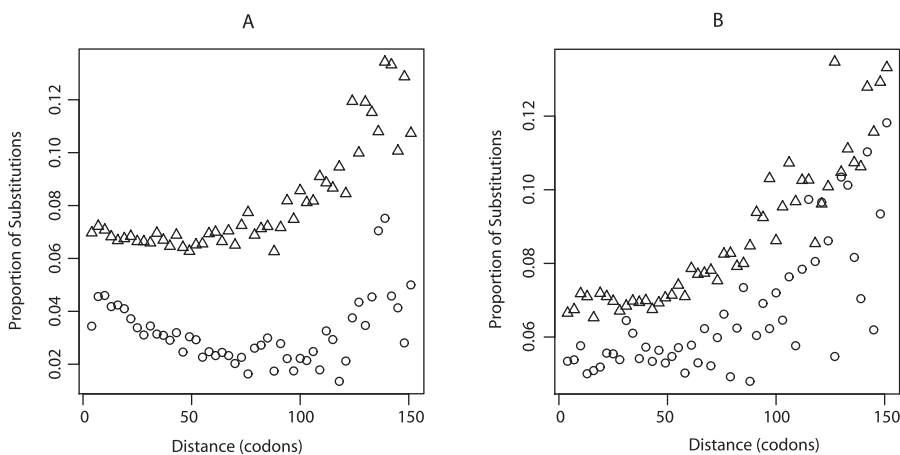 A
Proportion of Substitutions
0.12
0.10
0.08
0.06
0.04
0.02
0 50 100 150
Distance (codons)
B
Proportion of Substitutions
0.12
0.10
0.08
0.06
0 50 100 150
Distance (codons)